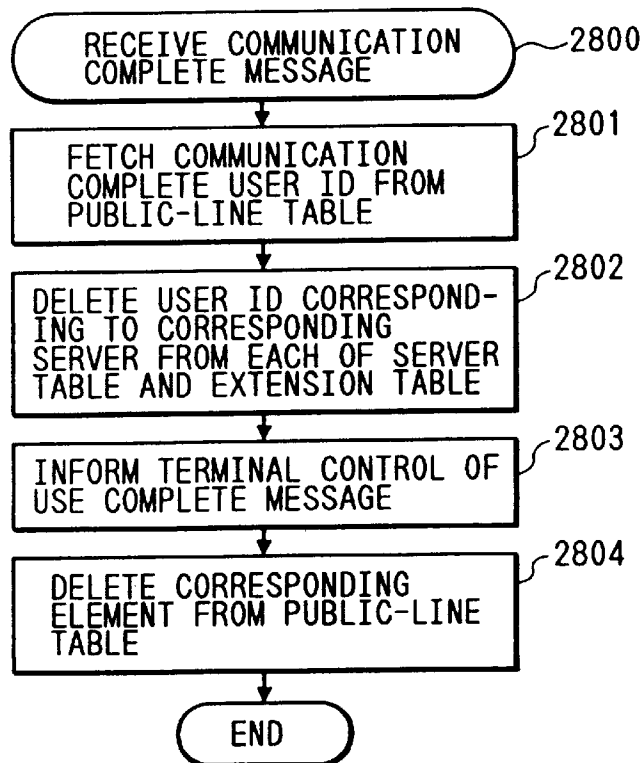 RECEIVE COMMUNICATION
COMPLETE MESSAGE
2800
2801
FETCH COMMUNICATION
COMPLETE USER ID FROM
PUBLIC-LINE TABLE
2802
DELETE USER ID CORRESPOND-
ING TO CORRESPONDING
SERVER FROM EACH OF SERVER
TABLE AND EXTENSION TABLE
2803
INFORM TERMINAL CONTROL OF
USE COMPLETE MESSAGE
2804
DELETE CORRESPONDING
ELEMENT FROM PUBLIC-LINE
TABLE
END